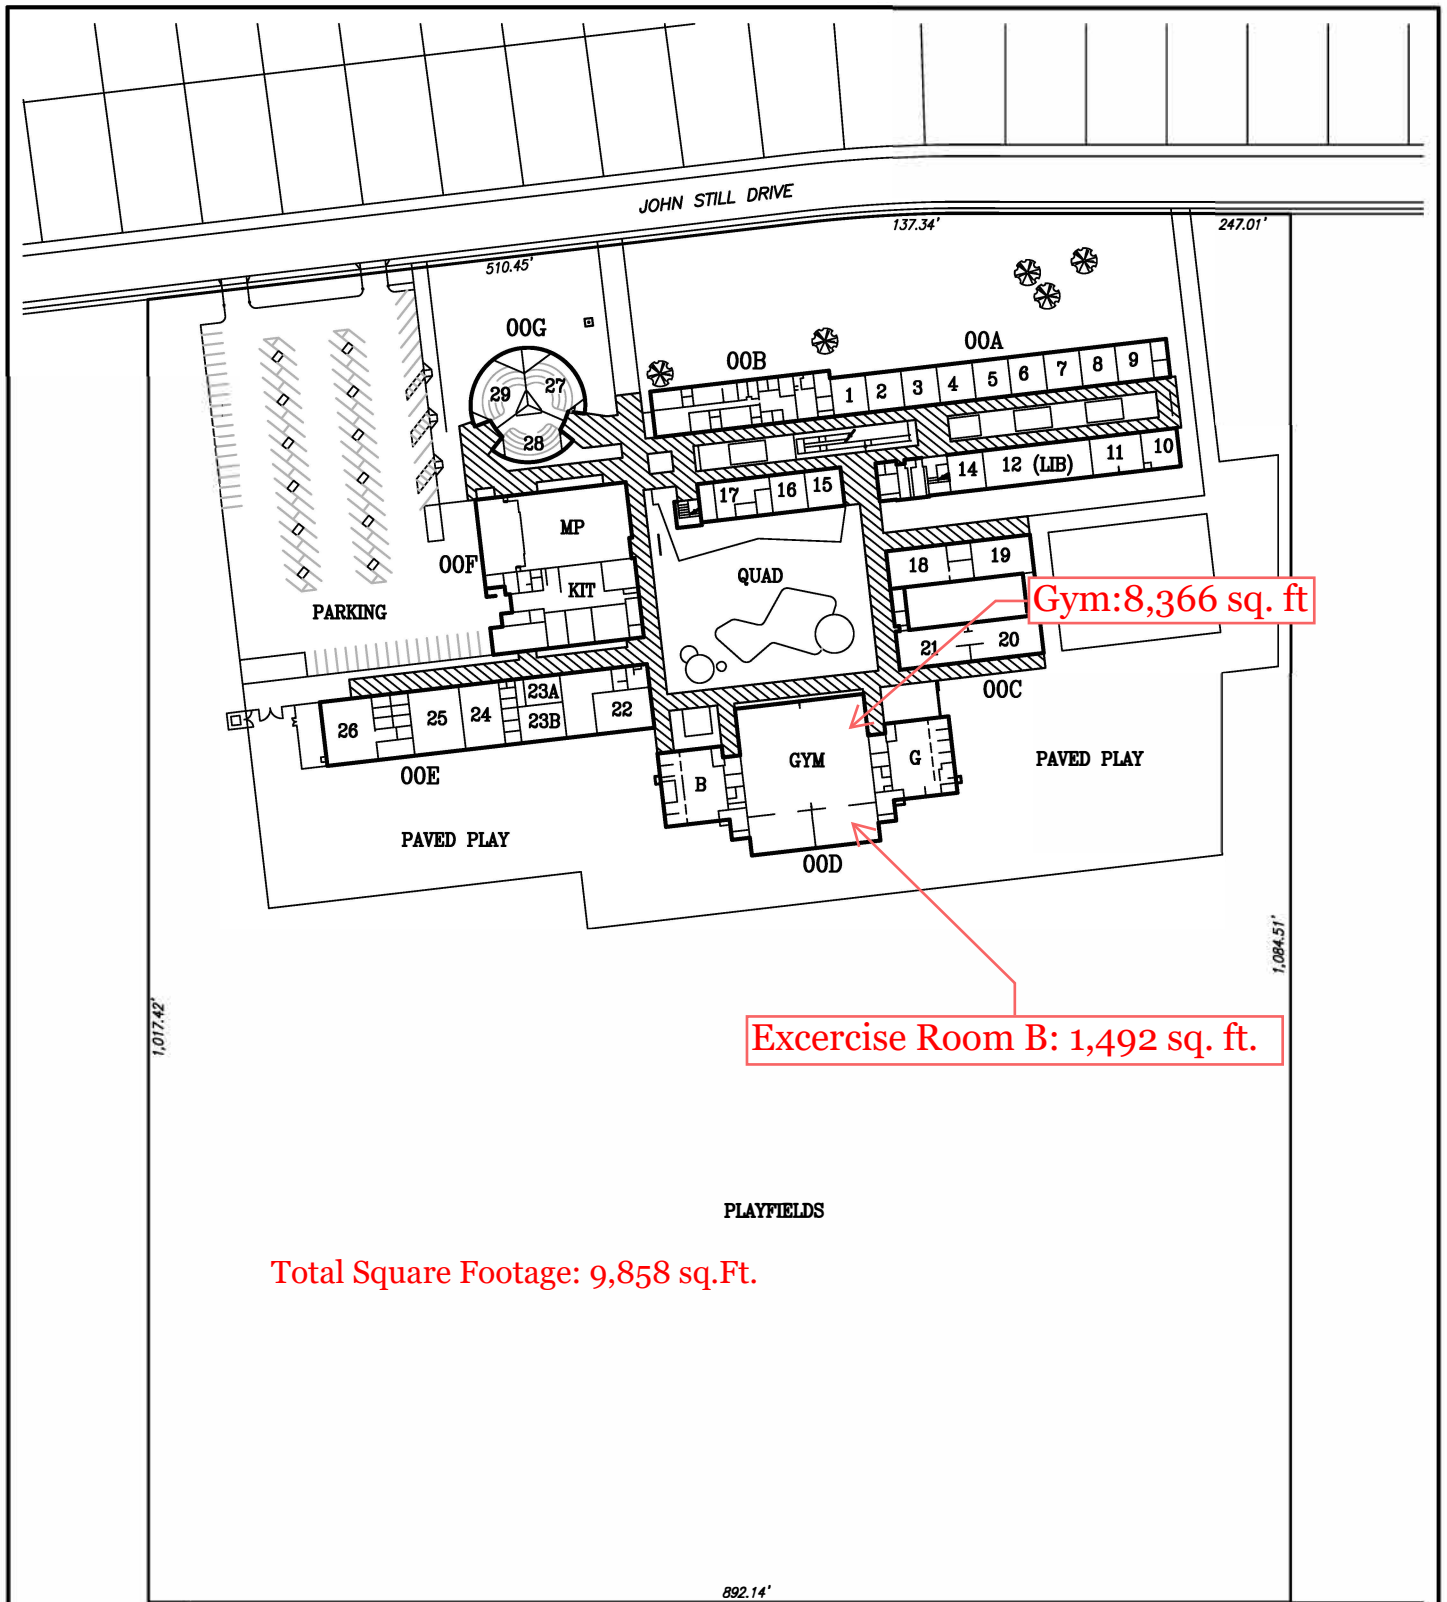 JOHN STILL DRIVE
137.34'
247.01'
510.45'
00G
00B
00A
29
27
28
1
2
3
4
5
6
7
8
9
17
16
15
14
12 (LIB)
11
10
MP
00F
KIT
QUAD
18
19
PARKING
Gym:8,366 sq. ft
21
20
00C
26
25
24
23A
23B
22
00E
B
GYM
G
PAVED PLAY
PAVED PLAY
00D
1,084.51'
1,017.42'
Excercise Room B: 1,492 sq. ft.
PLAYFIELDS
Total Square Footage: 9,858 sq.Ft.
892.14'